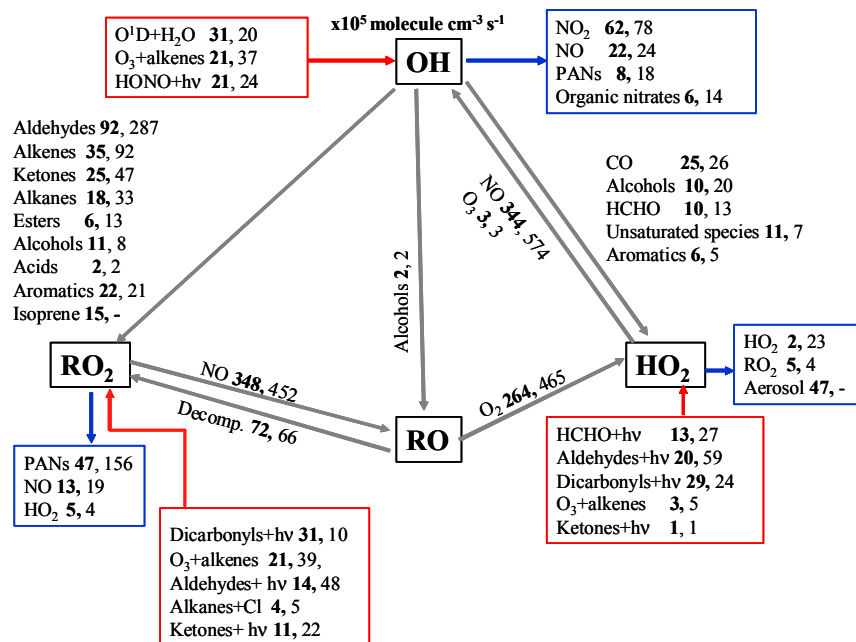 x10⁵ molecule cm⁻³ s⁻¹
O¹D+H₂O 31, 20
O₃+alkenes 21, 37
HONO+hν 21, 24
OH
NO₂ 62, 78
NO 22, 24
PANs 8, 18
Organic nitrates 6, 14
Aldehydes 92, 287
Alkenes 35, 92
Ketones 25, 47
Alkanes 18, 33
Esters 6, 13
Alcohols 11, 8
Acids 2, 2
Aromatics 22, 21
Isoprene 15, -
Alcohols 2, 2
NO 344, 574
O₃ 3, 3
CO 25, 26
Alcohols 10, 20
HCHO 10, 13
Unsaturated species 11, 7
Aromatics 6, 5
RO₂
NO 348, 452
Decomp. 72, 66
RO
O₂ 264, 465
HO₂
HO₂ 2, 23
RO₂ 5, 4
Aerosol 47, -
PANs 47, 156
NO 13, 19
HO₂ 5, 4
Dicarbonyls+hν 31, 10
O₃+alkenes 21, 39,
Aldehydes+ hν 14, 48
Alkanes+Cl 4, 5
Ketones+ hν 11, 22
HCHO+hν 13, 27
Aldehydes+hν 20, 59
Dicarbonyls+hν 29, 24
O₃+alkenes 3, 5
Ketones+hν 1, 1